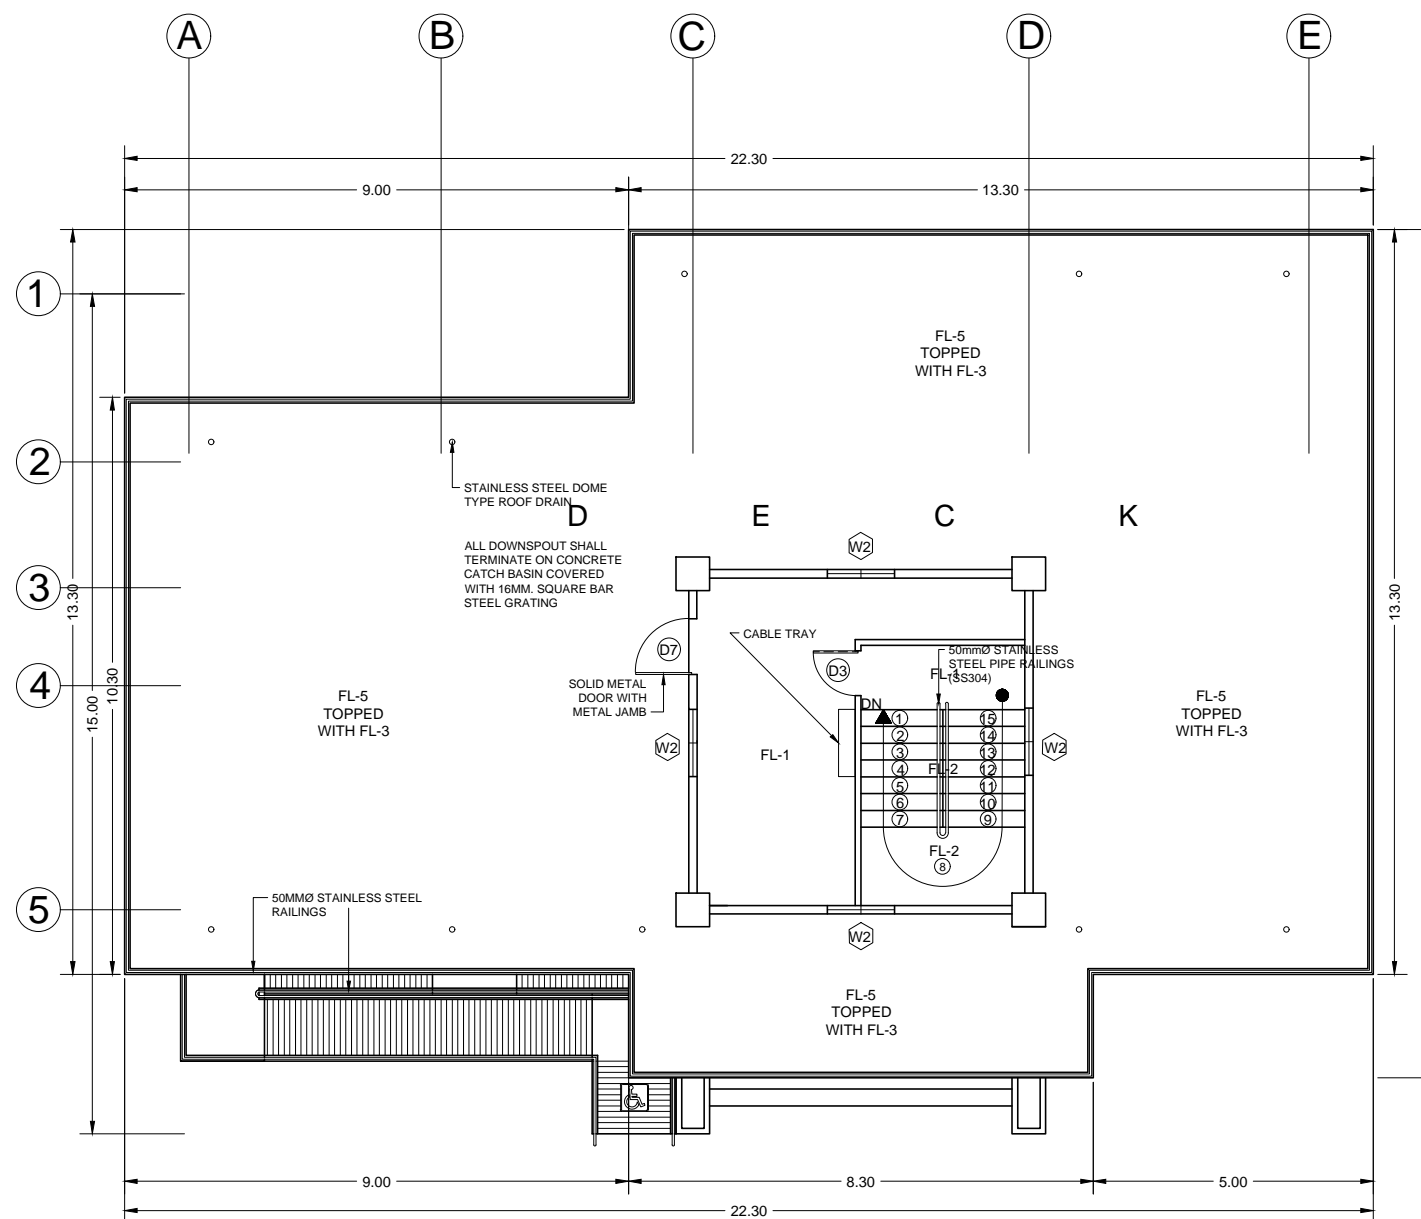 A B C D E
22.30
9.00 13.30
1
FL-5
TOPPED
WITH FL-3
2
STAINLESS STEEL DOME
TYPE ROOF DRAIN
D E C K
ALL DOWNSPOUT SHALL
TERMINATE ON CONCRETE
CATCH BASIN COVERED
WITH 16MM. SQUARE BAR
STEEL GRATING
W2
3
13.30
13.30
CABLE TRAY
D7
D3
50mmØ STAINLESS
STEEL PIPE RAILINGS
(SS304)
FL-1
4
10.30
15.00
SOLID METAL
DOOR WITH
METAL JAMB
FL-5
TOPPED
WITH FL-3
FL-5
TOPPED
WITH FL-3
DN
1 15
2 14
3 13
4 FL-2 12
5 11
6 10
7 9
W2
FL-1
W2
FL-2
8
5
50MMØ STAINLESS STEEL
RAILINGS
W2
FL-5
TOPPED
WITH FL-3
9.00 8.30 5.00
22.30